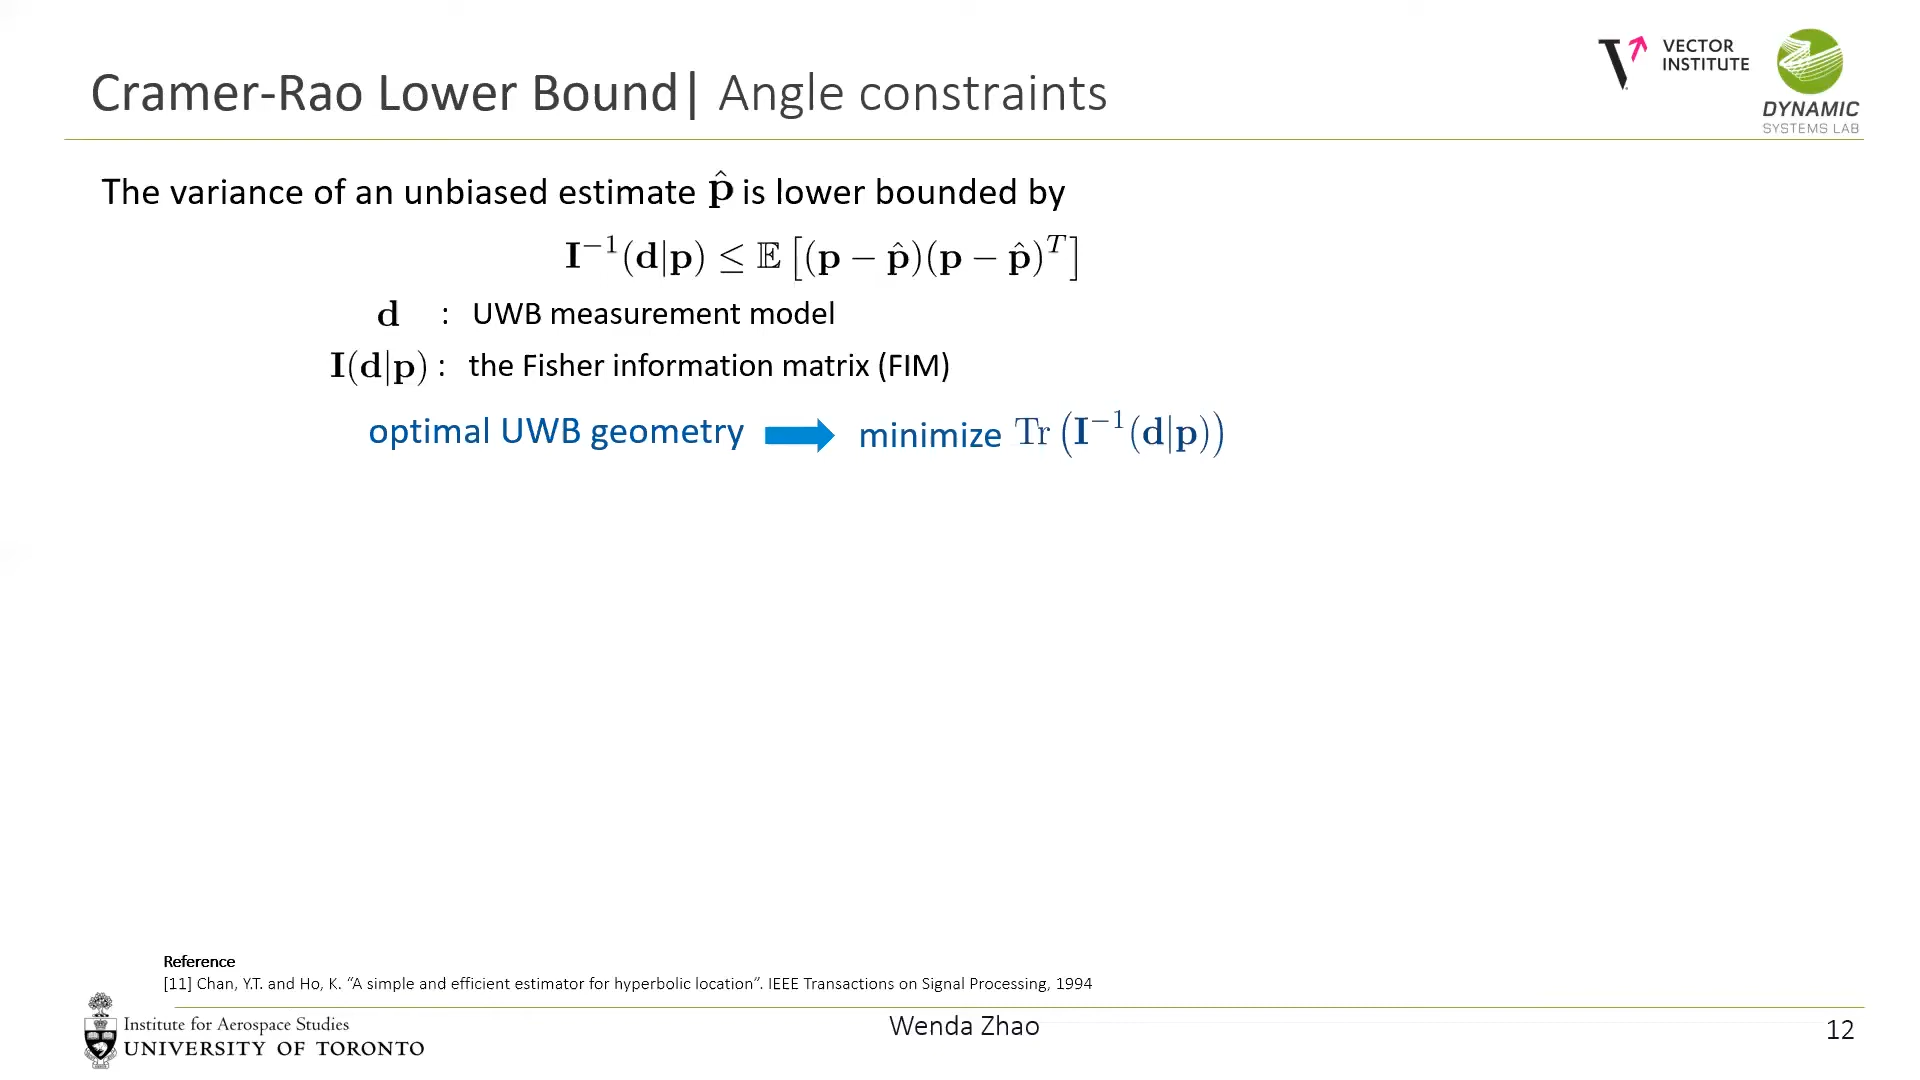 Cramer-Rao Lower Bound| Angle constraints
VECTOR
INSTITUTE
DYNAMIC
SYSTEMS LAB
The variance of an unbiased estimate p̂ is lower bounded by
I⁻¹(d|p) ≤ 𝔼 [(p − p̂)(p − p̂)ᵀ]
d : UWB measurement model
I(d|p) : the Fisher information matrix (FIM)
optimal UWB geometry minimize Tr (I⁻¹(d|p))
Reference
[11] Chan, Y.T. and Ho, K. “A simple and efficient estimator for hyperbolic location”. IEEE Transactions on Signal Processing, 1994
Institute for Aerospace Studies
UNIVERSITY OF TORONTO
Wenda Zhao
12